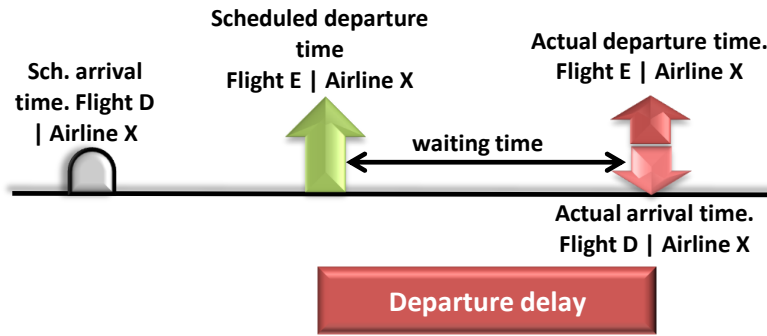 Scheduled departure
time
Flight E | Airline X
Actual departure time.
Flight E | Airline X
Sch. arrival
time. Flight D
| Airline X
waiting time
Actual arrival time.
Flight D | Airline X
Departure delay